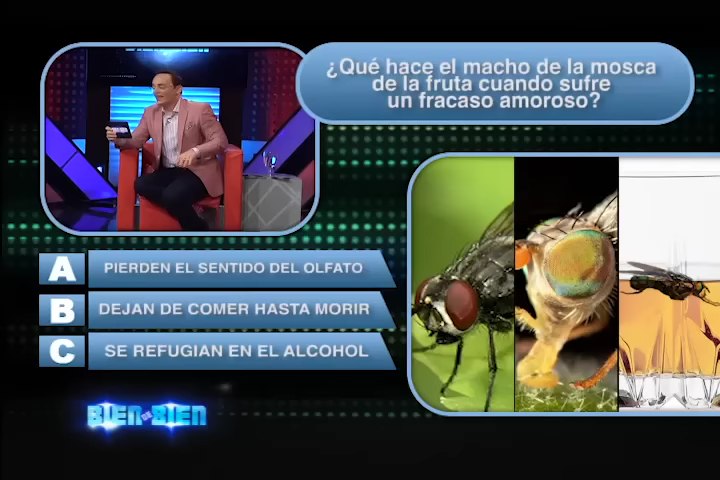 ¿Qué hace el macho de la mosca
de la fruta cuando sufre
un fracaso amoroso?
A PIERDEN EL SENTIDO DEL OLFATO
B DEJAN DE COMER HASTA MORIR
C SE REFUGIAN EN EL ALCOHOL
BIEN DE BIEN